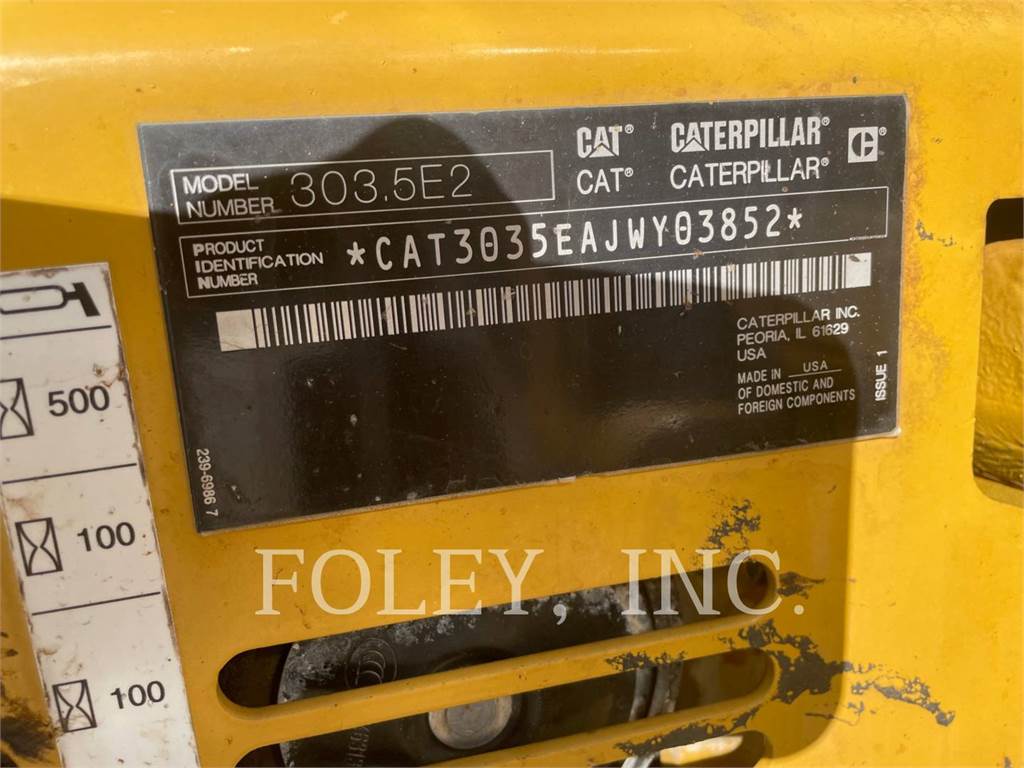 CAT® CATERPILLAR® C
CAT® CATERPILLAR®
MODEL NUMBER 303.5E2
PRODUCT IDENTIFICATION NUMBER *CAT3035EAJWY03852*
CATERPILLAR INC.
PEORIA, IL 61629
USA
MADE IN USA
OF DOMESTIC AND
FOREIGN COMPONENTS
ISSUE 1
239-6986 7
500
100
100
FOLEY, INC.